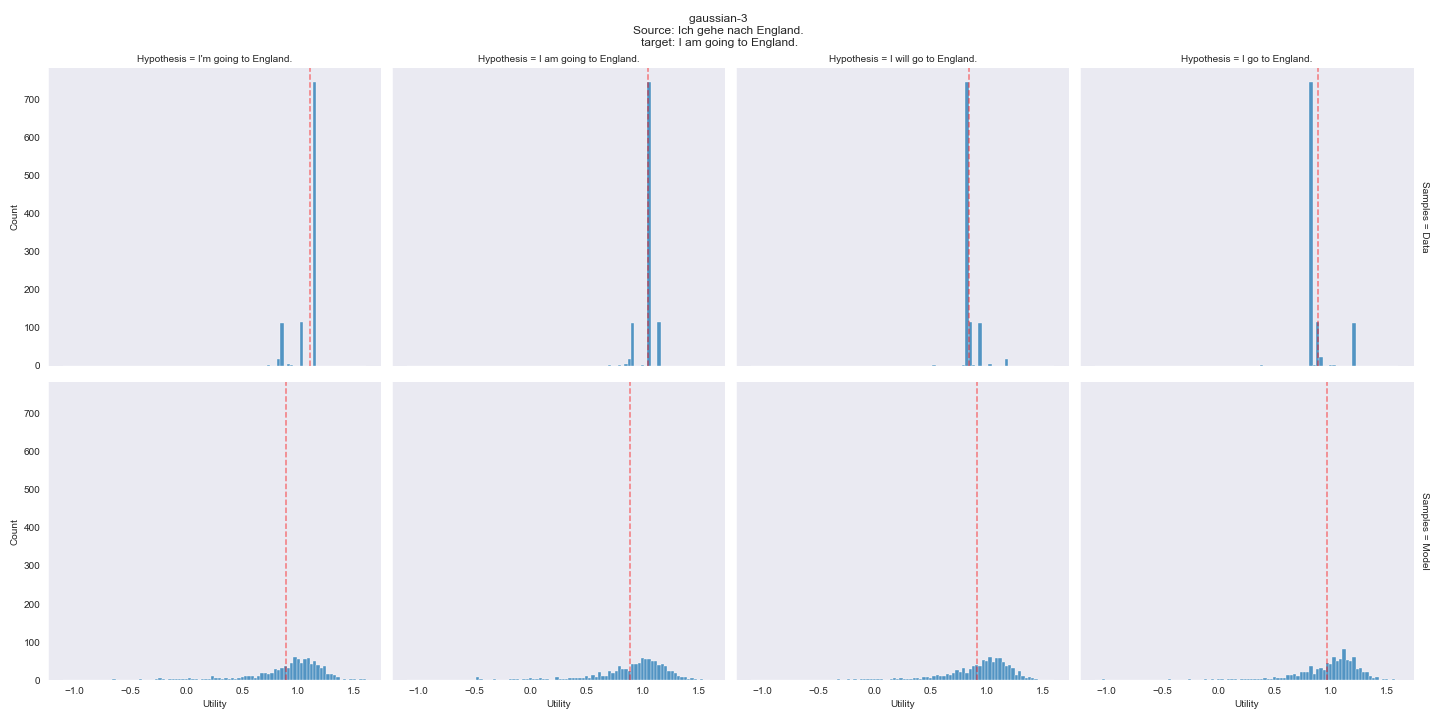 gaussian-3
Source: Ich gehe nach England.
target: I am going to England.
Hypothesis = I'm going to England.
Hypothesis = I am going to England.
Hypothesis = I will go to England.
Hypothesis = I go to England.
700
600
500
400
300
200
100
0
Count
Samples = Data
700
600
500
400
300
200
100
0
Count
Samples = Model
−1.0 −0.5 0.0 0.5 1.0 1.5
−1.0 −0.5 0.0 0.5 1.0 1.5
−1.0 −0.5 0.0 0.5 1.0 1.5
−1.0 −0.5 0.0 0.5 1.0 1.5
Utility
Utility
Utility
Utility